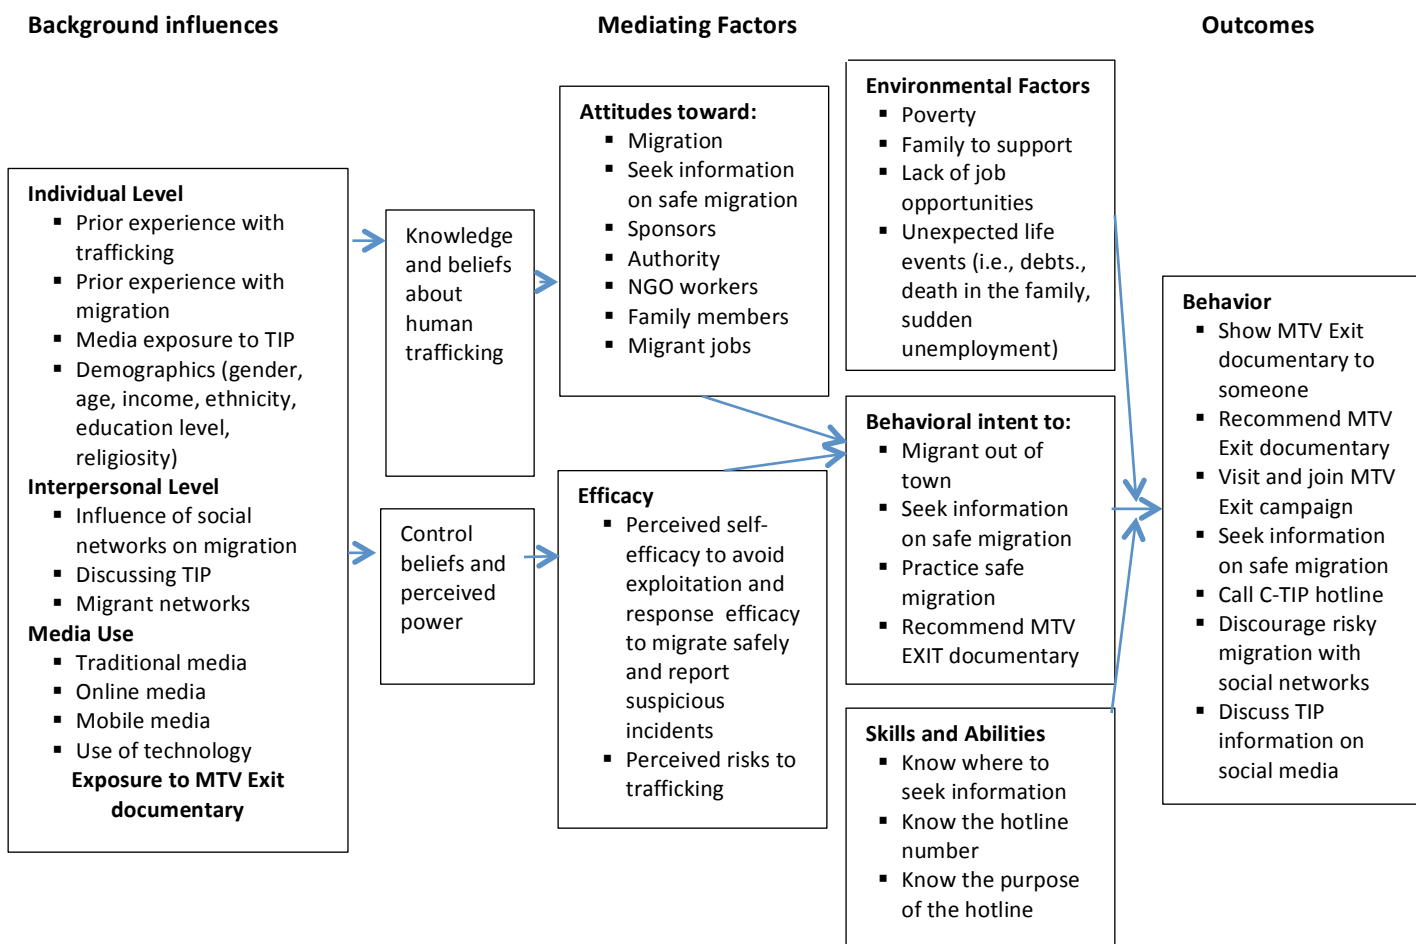 Background influences
Mediating Factors
Outcomes
Individual Level
▪ Prior experience with
trafficking
▪ Prior experience with
migration
▪ Media exposure to TIP
▪ Demographics (gender,
age, income, ethnicity,
education level,
religiosity)
Interpersonal Level
▪ Influence of social
networks on migration
▪ Discussing TIP
▪ Migrant networks
Media Use
▪ Traditional media
▪ Online media
▪ Mobile media
▪ Use of technology
Exposure to MTV Exit
documentary
Knowledge
and beliefs
about
human
trafficking
Control
beliefs and
perceived
power
Attitudes toward:
▪ Migration
▪ Seek information
on safe migration
▪ Sponsors
▪ Authority
▪ NGO workers
▪ Family members
▪ Migrant jobs
Efficacy
▪ Perceived self-
efficacy to avoid
exploitation and
response efficacy
to migrate safely
and report
suspicious
incidents
▪ Perceived risks to
trafficking
Environmental Factors
▪ Poverty
▪ Family to support
▪ Lack of job
opportunities
▪ Unexpected life
events (i.e., debts.,
death in the family,
sudden
unemployment)
Behavioral intent to:
▪ Migrant out of
town
▪ Seek information
on safe migration
▪ Practice safe
migration
▪ Recommend MTV
EXIT documentary
Skills and Abilities
▪ Know where to
seek information
▪ Know the hotline
number
▪ Know the purpose
of the hotline
Behavior
▪ Show MTV Exit
documentary to
someone
▪ Recommend MTV
Exit documentary
▪ Visit and join MTV
Exit campaign
▪ Seek information
on safe migration
▪ Call C-TIP hotline
▪ Discourage risky
migration with
social networks
▪ Discuss TIP
information on
social media